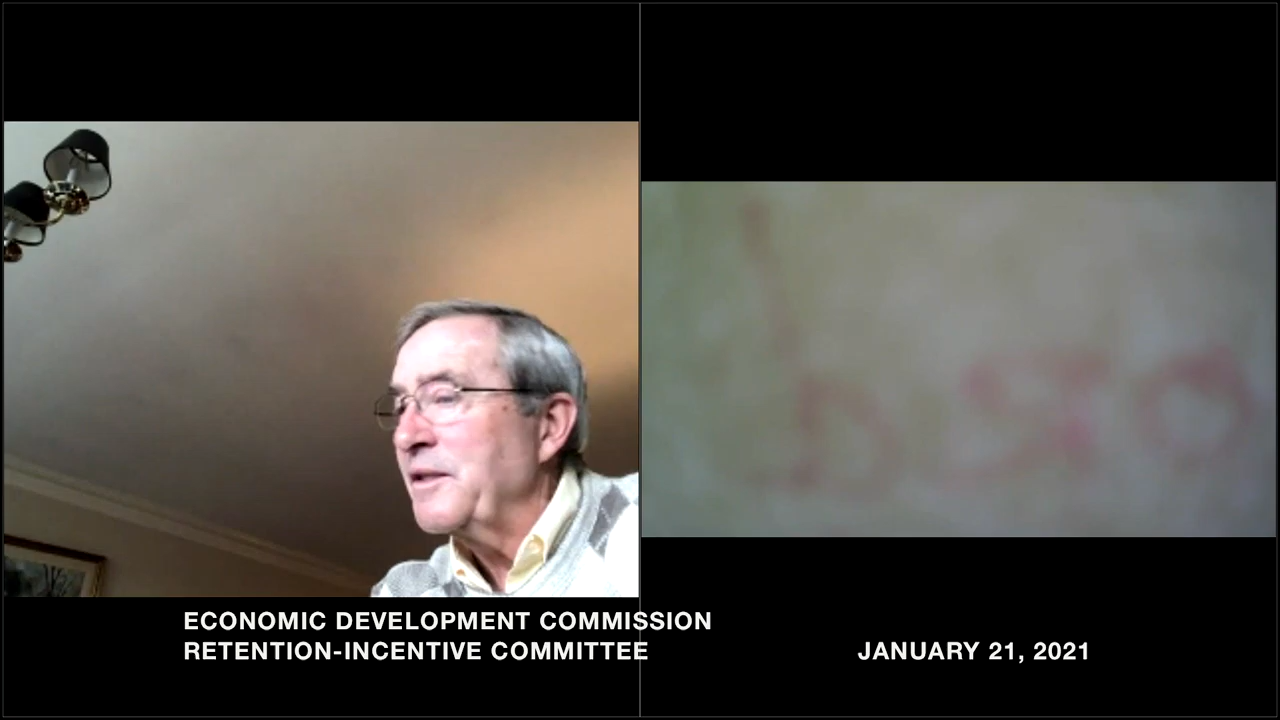 ECONOMIC DEVELOPMENT COMMISSION
RETENTION-INCENTIVE COMMITTEE
JANUARY 21, 2021